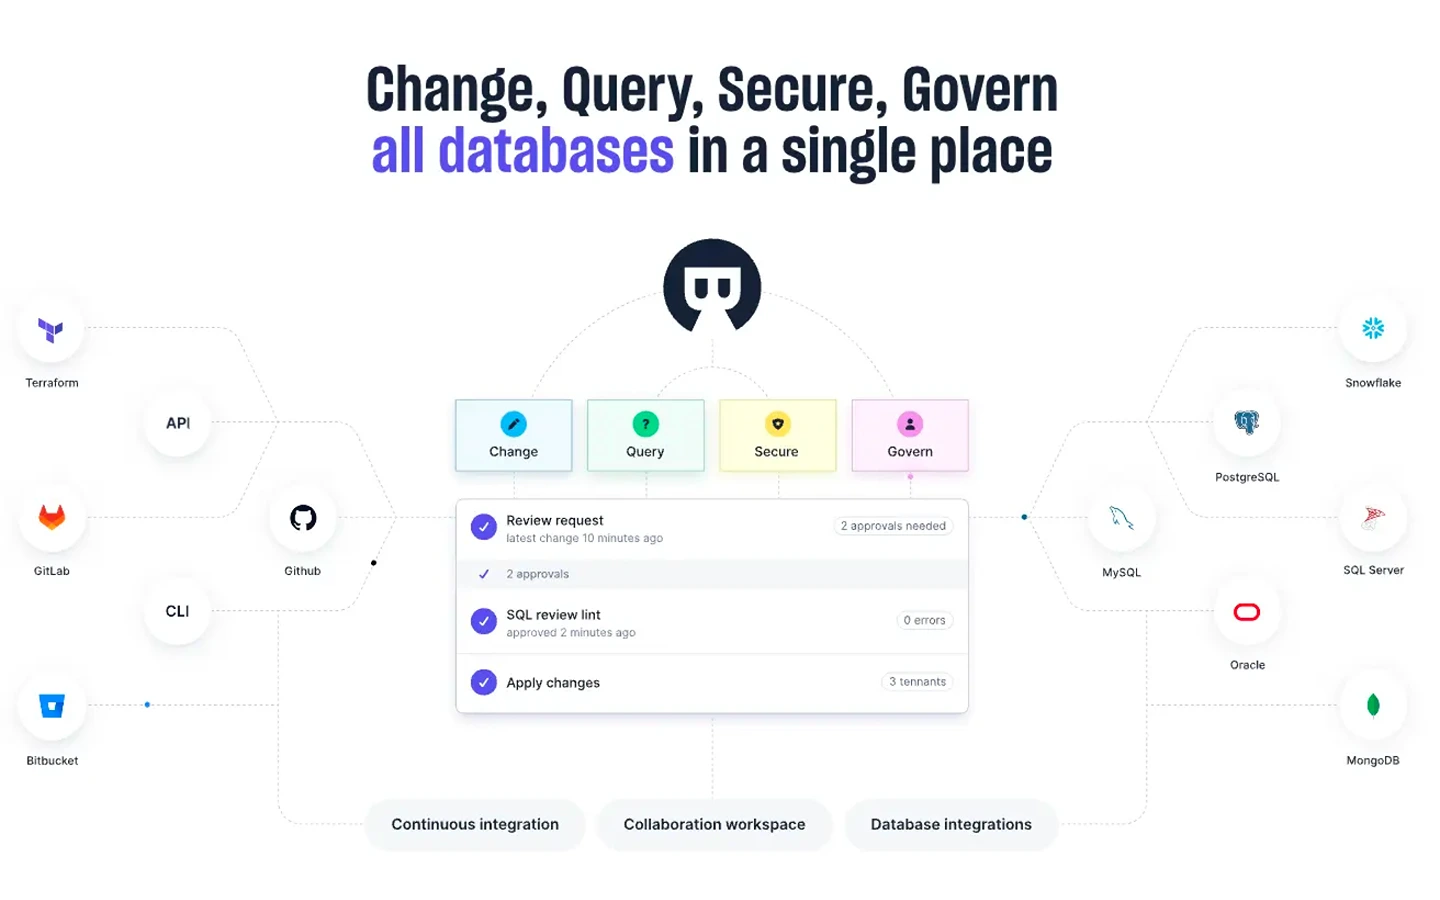 Change, Query, Secure, Govern
all databases in a single place
Terraform
API
GitLab
Github
CLI
Bitbucket
Change
Query
Secure
Govern
Review request
latest change 10 minutes ago
2 approvals needed
2 approvals
SQL review lint
approved 2 minutes ago
0 errors
Apply changes
3 tennants
Snowflake
PostgreSQL
MySQL
SQL Server
Oracle
MongoDB
Continuous integration
Collaboration workspace
Database integrations